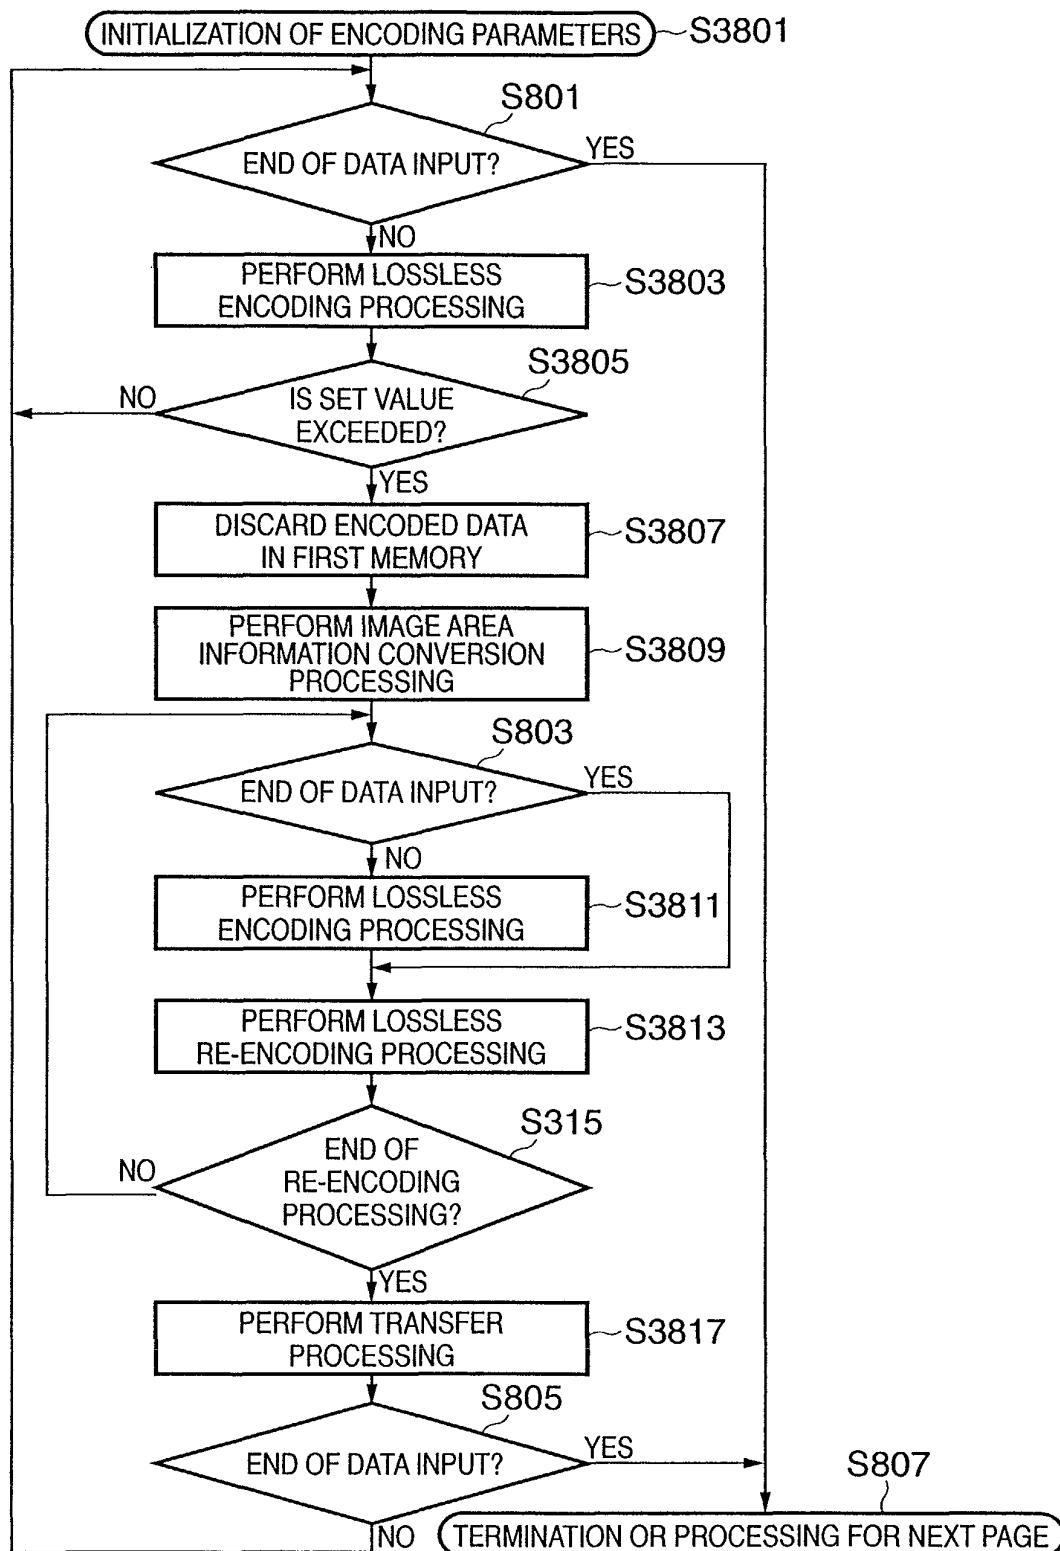 INITIALIZATION OF ENCODING PARAMETERS
S3801
S801
END OF DATA INPUT?
YES
NO
PERFORM LOSSLESS
ENCODING PROCESSING
S3803
S3805
NO
IS SET VALUE
EXCEEDED?
YES
DISCARD ENCODED DATA
IN FIRST MEMORY
S3807
PERFORM IMAGE AREA
INFORMATION CONVERSION
PROCESSING
S3809
S803
END OF DATA INPUT?
YES
NO
PERFORM LOSSLESS
ENCODING PROCESSING
S3811
PERFORM LOSSLESS
RE-ENCODING PROCESSING
S3813
S315
NO
END OF
RE-ENCODING
PROCESSING?
YES
PERFORM TRANSFER
PROCESSING
S3817
S805
END OF DATA INPUT?
YES
S807
NO
TERMINATION OR PROCESSING FOR NEXT PAGE